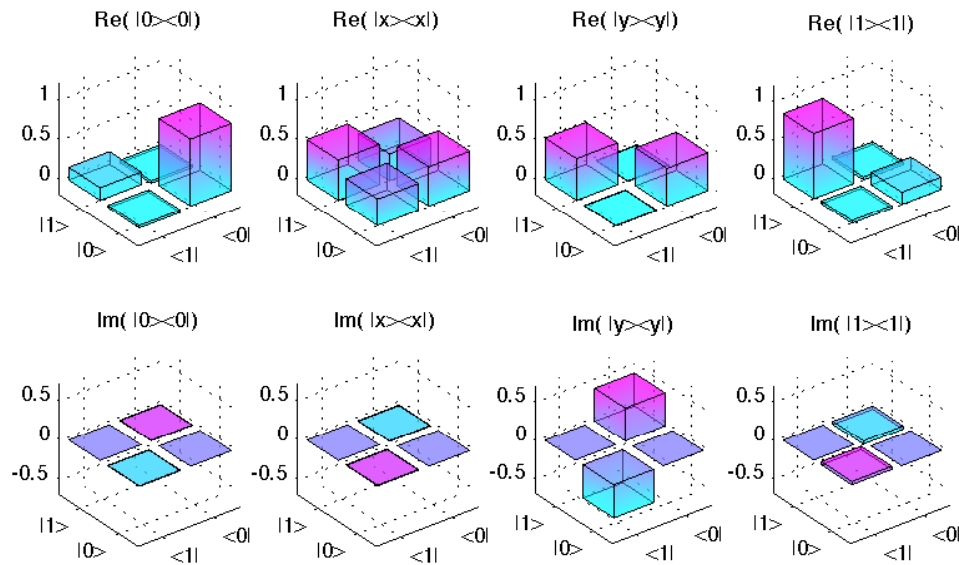 Re( |0><0|) Re( |x><x|) Re( |y><y|) Re( |1><1|)
1 1 1 1
0.5 0.5 0.5 0.5
0 0 0 0
|1> <0| |1> <0| |1> <0| |1> <0|
|0> <1| |0> <1| |0> <1| |0> <1|
Im( |0><0|) Im( |x><x|) Im( |y><y|) Im( |1><1|)
0.5 0.5 0.5 0.5
0 0 0 0
-0.5 -0.5 -0.5 -0.5
|1> <0| |1> <0| |1> <0| |1> <0|
|0> <1| |0> <1| |0> <1| |0> <1|